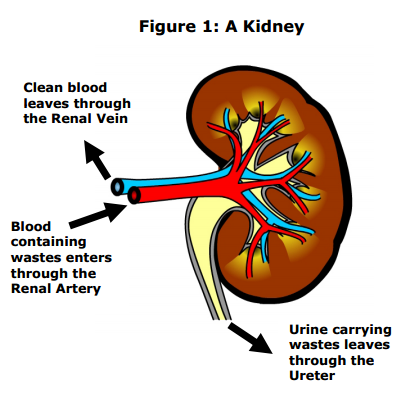 Figure 1: A Kidney
Clean blood
leaves through
the Renal Vein
Blood
containing
wastes enters
through the
Renal Artery
Urine carrying
wastes leaves
through the
Ureter